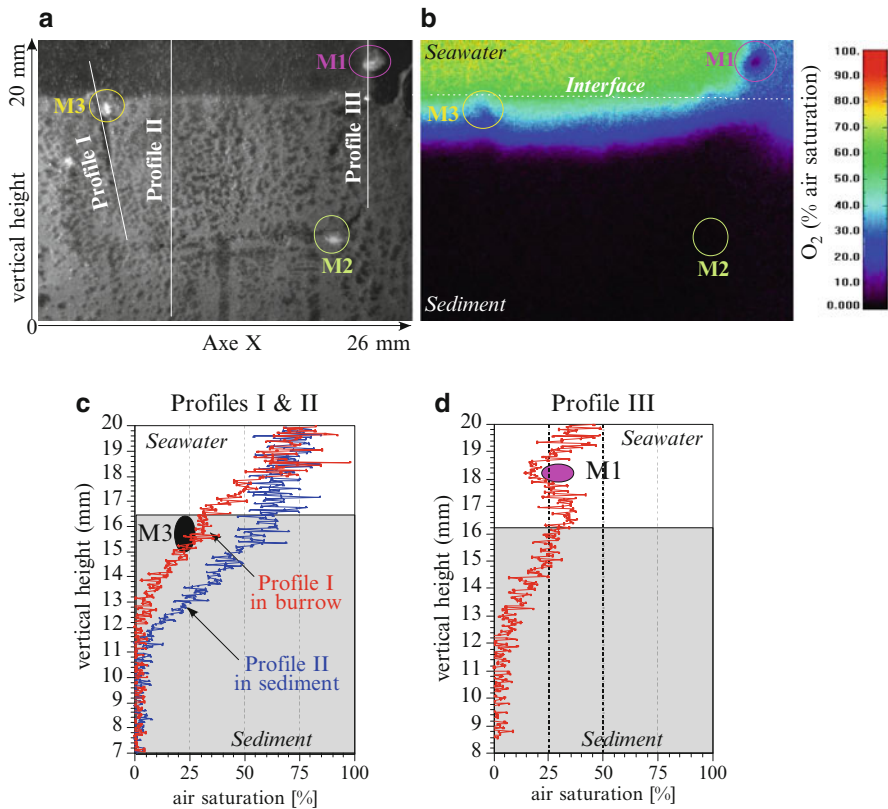 a
20 mm
vertical height
0
Axe X
26 mm
M1
M3
M2
Profile I
Profile II
Profile III
b
Seawater
Interface
M1
M3
M2
Sediment
100.
90.0
80.0
70.0
60.0
50.0
40.0
30.0
20.0
10.0
0.000
O2 (% air saturation)
c
Profiles I & II
20
19
18
17
16
15
14
13
12
11
10
9
8
7
vertical height (mm)
Seawater
M3
Profile I
in burrow
Profile II
in sediment
Sediment
0
25
50
75
100
air saturation [%]
d
Profile III
20
19
18
17
16
15
14
13
12
11
10
9
8
vertical height (mm)
Seawater
M1
Sediment
0
25
50
75
100
air saturation [%]